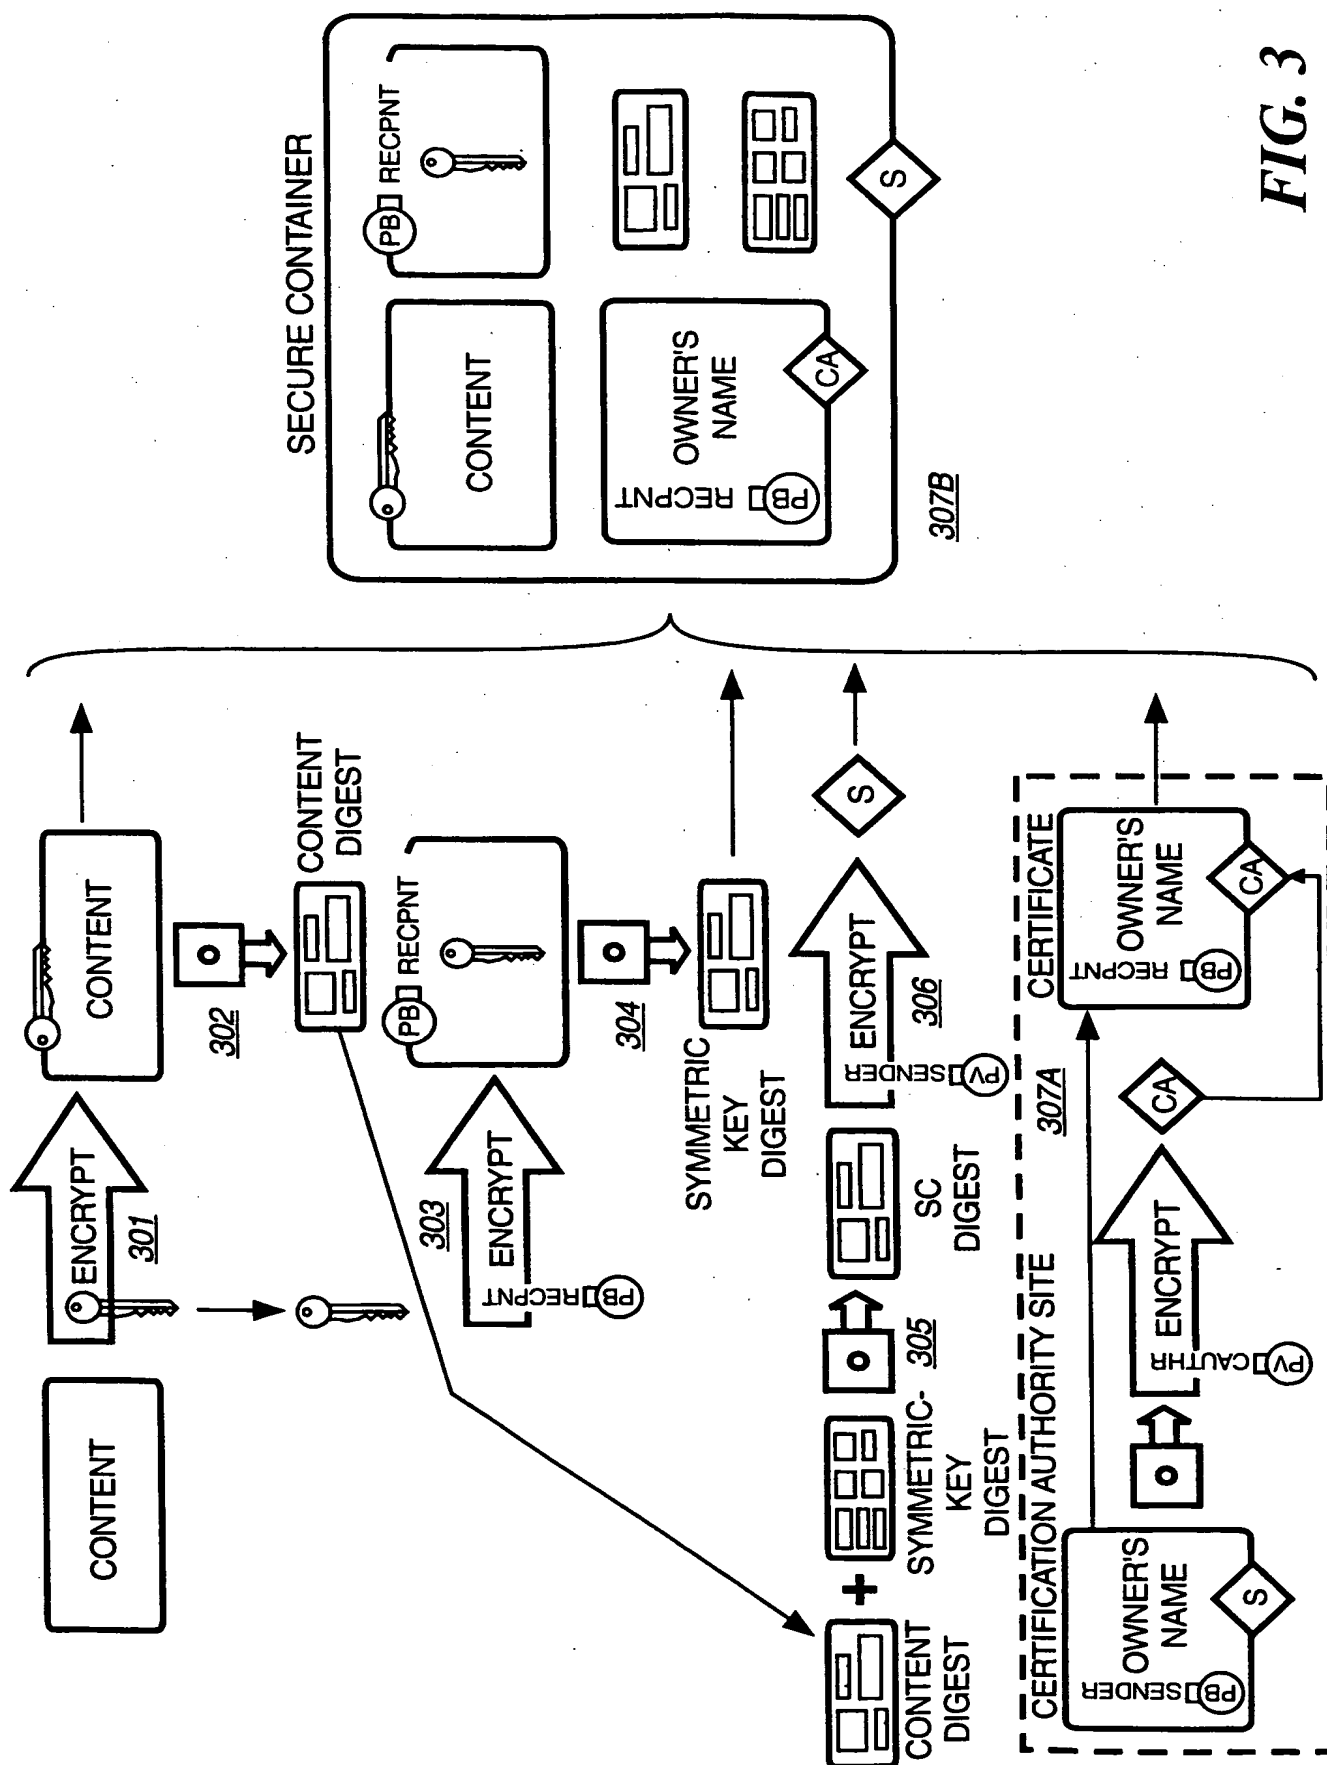 CONTENT
ENCRYPT
301
CONTENT
302
CONTENT
DIGEST
303
ENCRYPT
RECPNT
PB
PB
RECPNT
304
SYMMETRIC
KEY
DIGEST
CONTENT
DIGEST
+
SYMMETRIC-
KEY
DIGEST
305
SC
DIGEST
ENCRYPT
SENDER
PV
306
S
CERTIFICATION AUTHORITY SITE
307A
OWNER'S
NAME
SENDER
PB
S
ENCRYPT
CAUTHR
PV
CA
CERTIFICATE
OWNER'S
NAME
RECPNT
PB
CA
SECURE CONTAINER
CONTENT
PB
RECPNT
OWNER'S
NAME
RECPNT
PB
CA
S
307B
FIG. 3